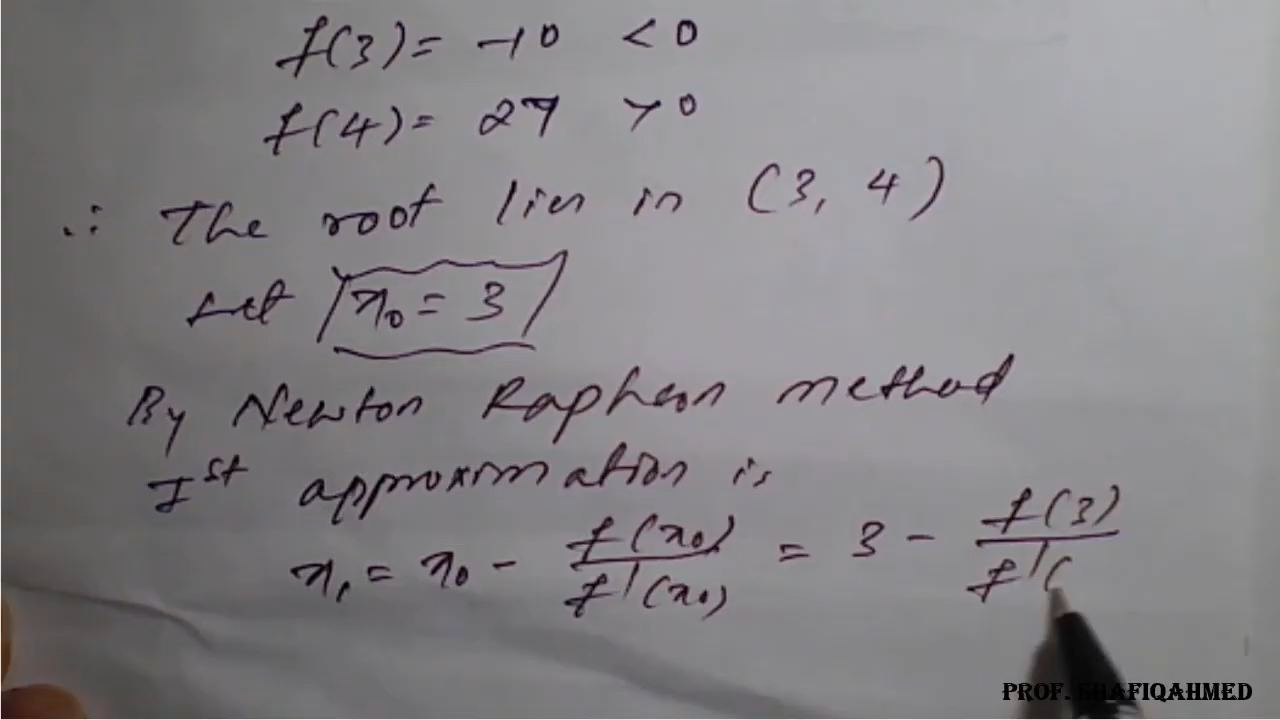 f(3) = -10 < 0
f(4) = 27 > 0
∴ The root lies in (3, 4)
Let x₀ = 3
By Newton Raphson method
Iˢᵗ approximation is
x₁ = x₀ - f(x₀)/f'(x₀) = 3 - f(3)/f'(
PROF. SHAFIQAHMED